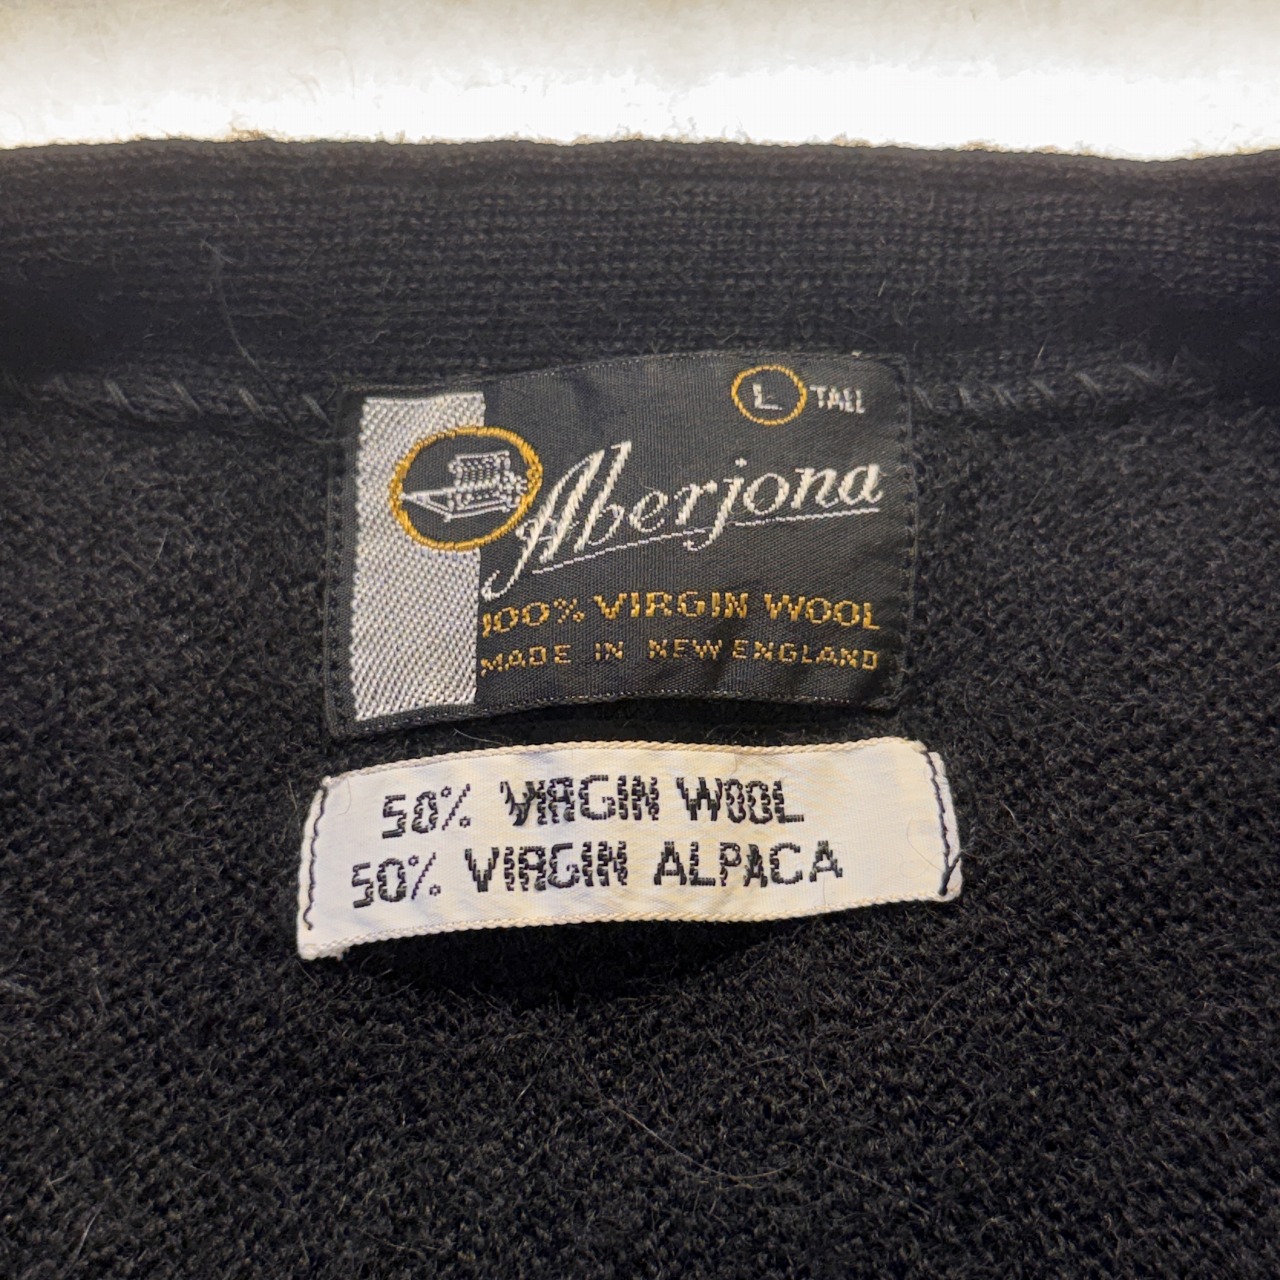 L TALL
Aberjona
100% VIRGIN WOOL
MADE IN NEW ENGLAND
50% VIRGIN WOOL
50% VIRGIN ALPACA